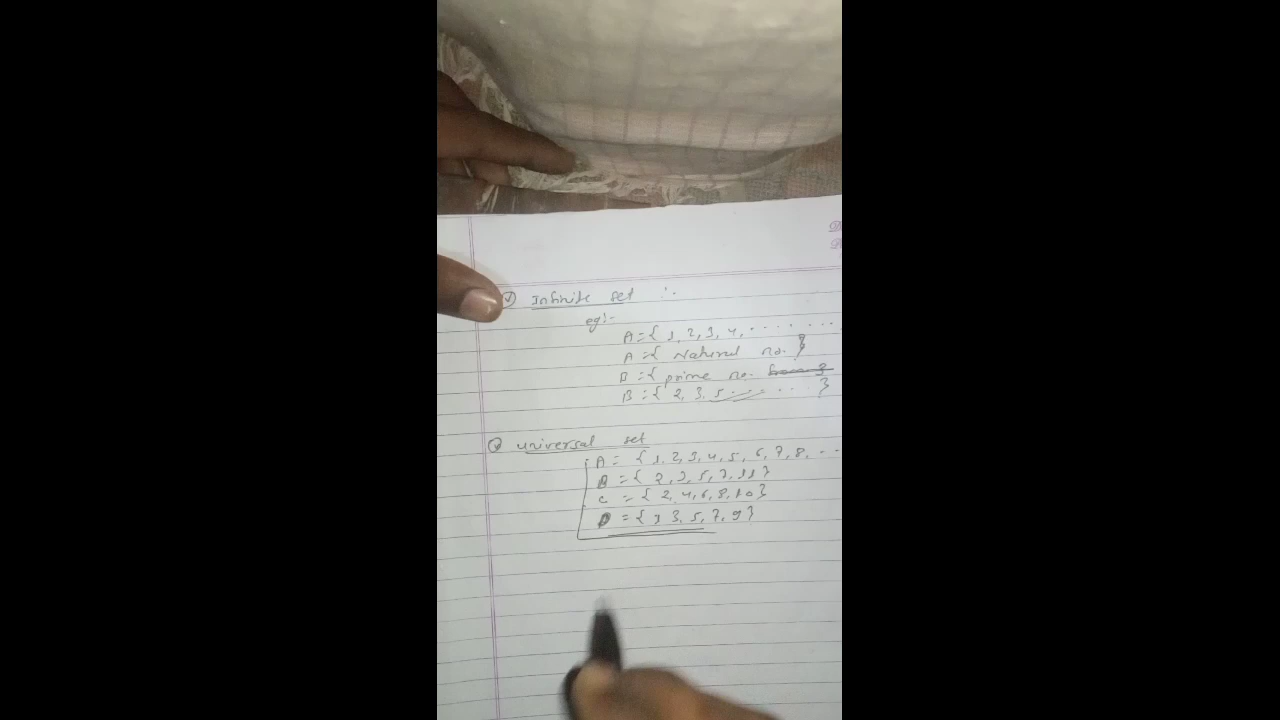 Infinite set :-
eg:-
A = { 1, 2, 3, 4, ........
A = { Natural no. }
B = { prime no.
B = { 2, 3, 5 ........ }
universal set
A = { 1, 2, 3, 4, 5, 6, 7, 8, ..
B = { 2, 3, 5, 7, 11 }
C = { 2, 4, 6, 8, 10 }
D = { 1 3, 5, 7, 9 }